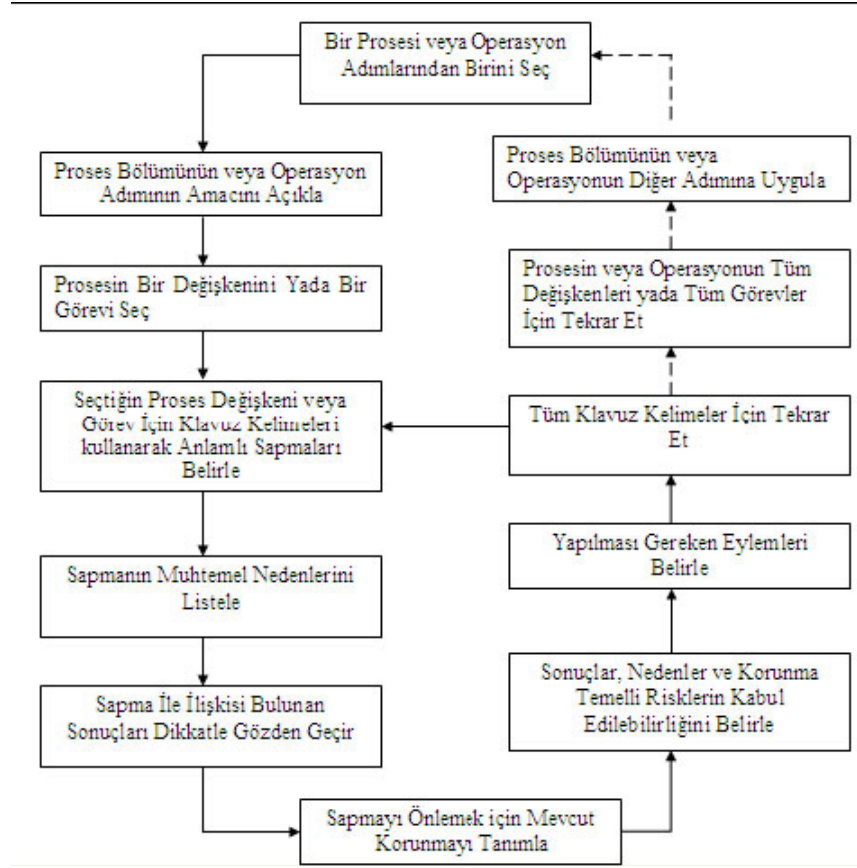 Bir Prosesi veya Operasyon
Adımlarından Birini Seç
Proses Bölümünün veya Operasyon
Adımının Amacını Açıkla
Prosesin Bir Değişkenini Yada Bir
Görevi Seç
Seçtiğin Proses Değişkeni veya
Görev İçin Klavuz Kelimeleri
kullanarak Anlamlı Sapmaları
Belirle
Sapmanın Muhtemel Nedenlerini
Listele
Sapma İle İlişkisi Bulunan
Sonuçları Dikkatle Gözden Geçir
Sapmayı Önlemek için Mevcut
Korunmayı Tanımla
Sonuçlar, Nedenler ve Korunma
Temelli Risklerin Kabul
Edilebilirliğini Belirle
Yapılması Gereken Eylemleri
Belirle
Tüm Klavuz Kelimeler İçin Tekrar
Et
Prosesin veya Operasyonun Tüm
Değişkenleri yada Tüm Görevler
İçin Tekrar Et
Proses Bölümünün veya
Operasyonun Diğer Adımına Uygula